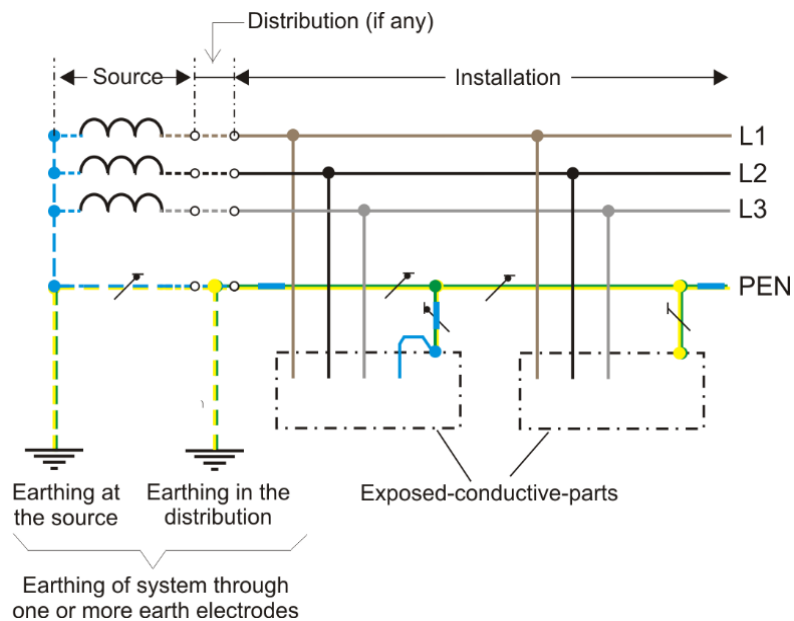 Distribution (if any)
Source
Installation
L1
L2
L3
PEN
Earthing at
the source
Earthing in the
distribution
Exposed-conductive-parts
Earthing of system through
one or more earth electrodes